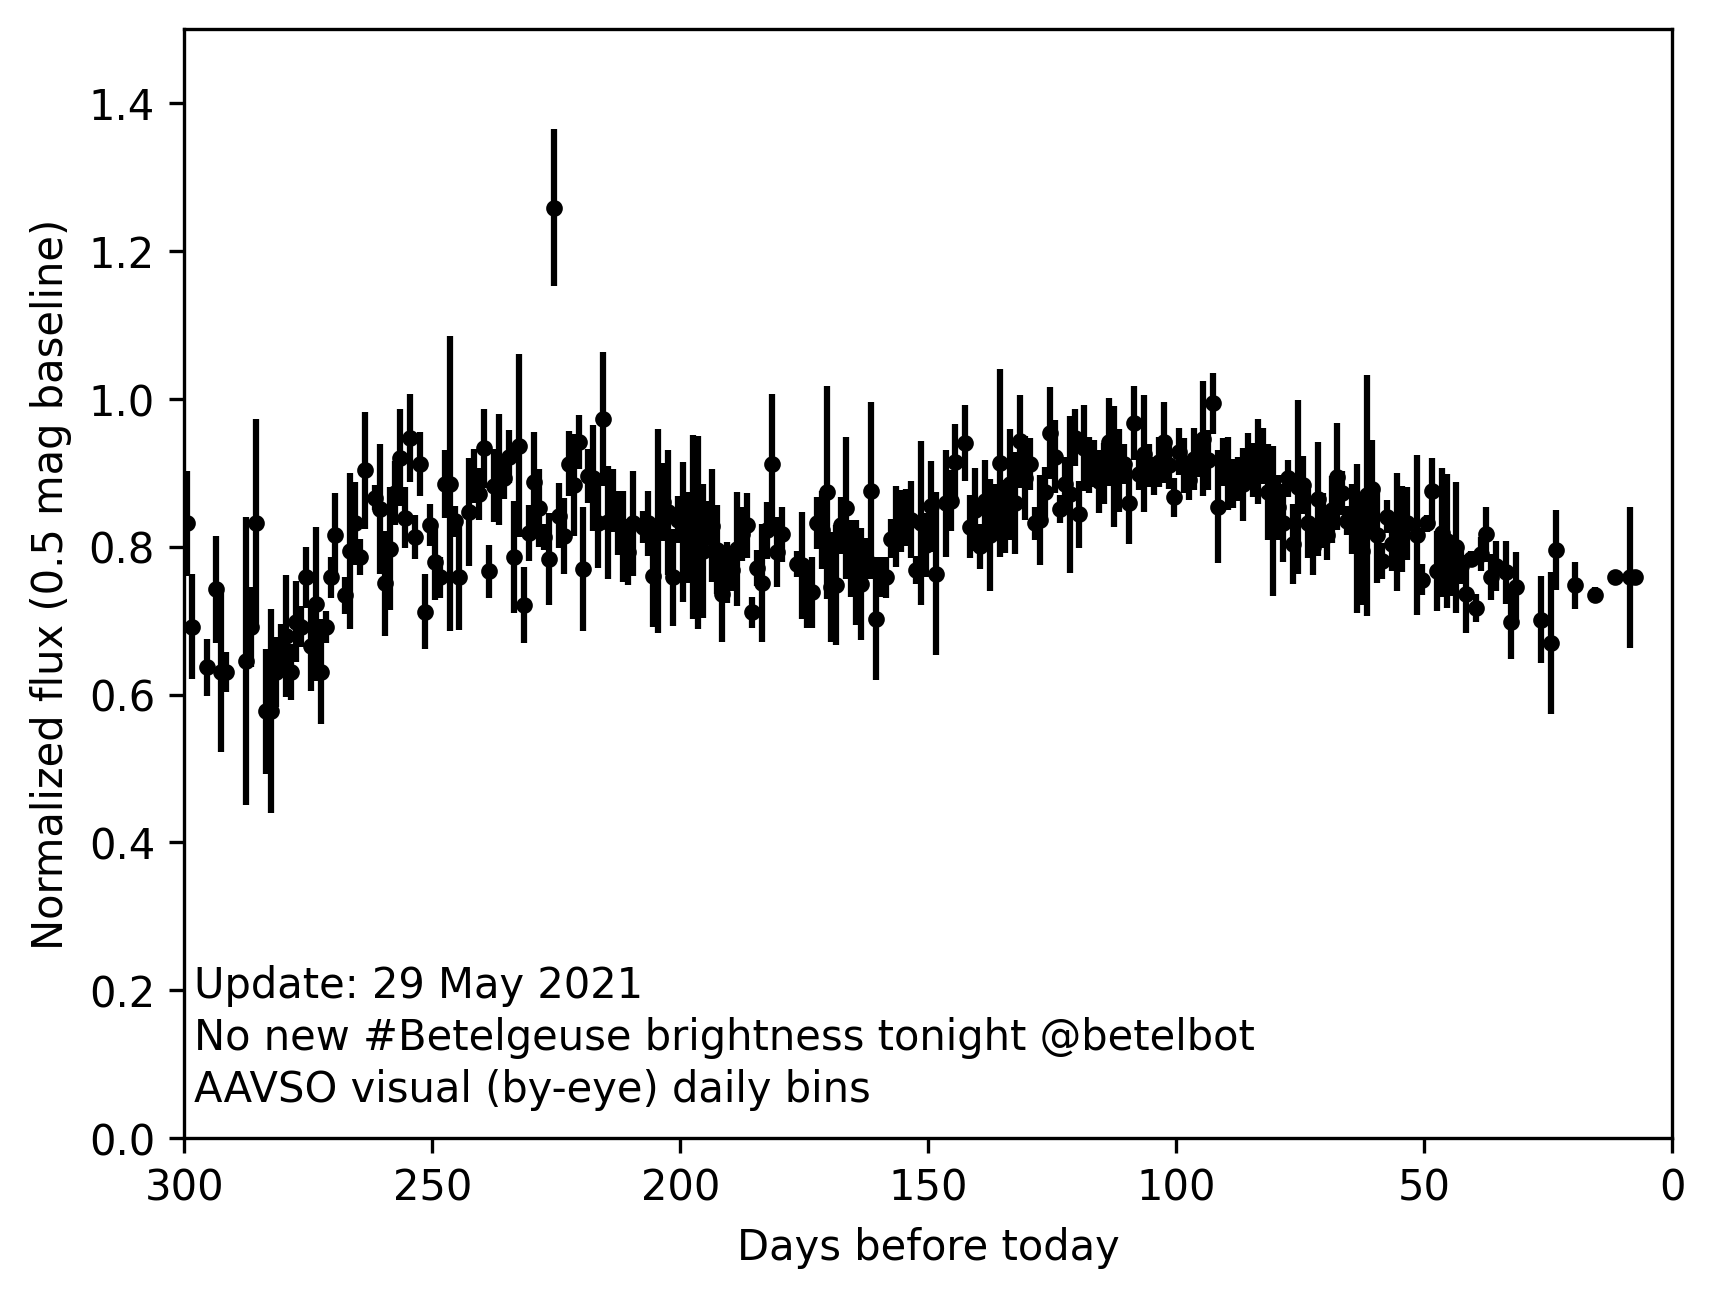 Normalized flux (0.5 mag baseline)
1.4
1.2
1.0
0.8
0.6
0.4
0.2
0.0
Update: 29 May 2021
No new #Betelgeuse brightness tonight @betelbot
AAVSO visual (by-eye) daily bins
300 250 200 150 100 50 0
Days before today